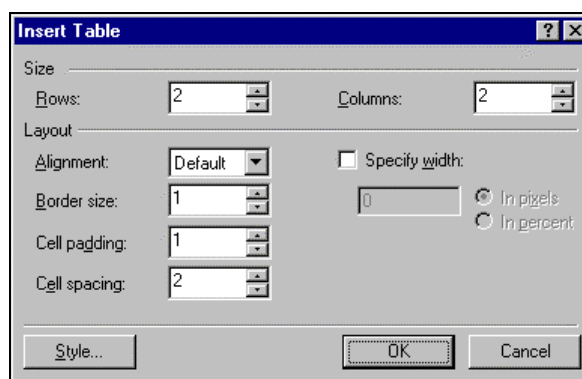 Insert Table
Size
Rows: 2 Columns: 2
Layout
Alignment: Default Specify width:
Border size: 1 0 In pixels
In percent
Cell padding: 1
Cell spacing: 2
Style... OK Cancel